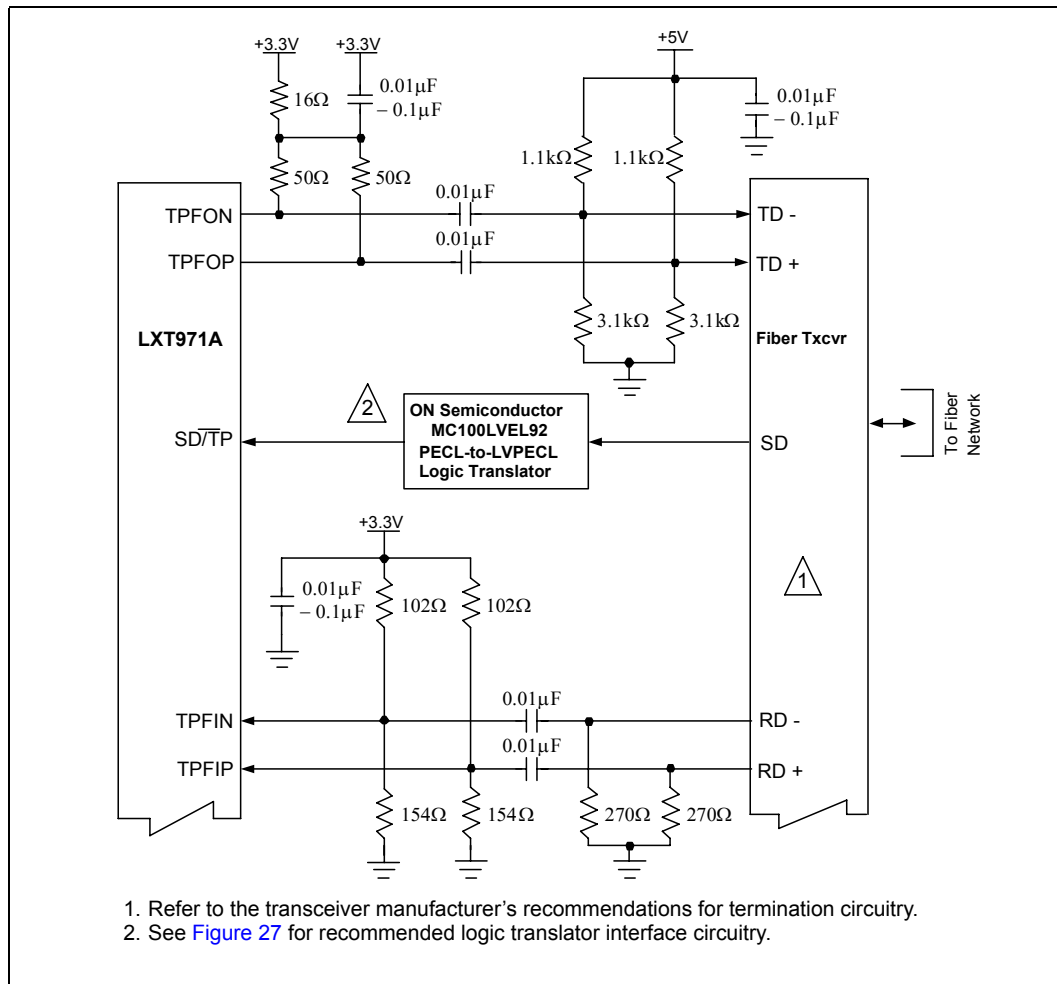 +3.3V +3.3V +5V
0.01µF
– 0.1µF
16Ω
0.01µF
– 0.1µF
1.1kΩ 1.1kΩ
50Ω 50Ω
0.01µF
TPFON TD -
0.01µF
TPFOP TD +
3.1kΩ 3.1kΩ
LXT971A Fiber Txcvr
2
ON Semiconductor
MC100LVEL92
PECL-to-LVPECL
Logic Translator
SD/T̅P̅ SD
To Fiber
Network
+3.3V
1
0.01µF
– 0.1µF
102Ω 102Ω
0.01µF
TPFIN RD -
0.01µF
TPFIP RD +
154Ω 154Ω 270Ω 270Ω
1. Refer to the transceiver manufacturer's recommendations for termination circuitry.
2. See Figure 27 for recommended logic translator interface circuitry.